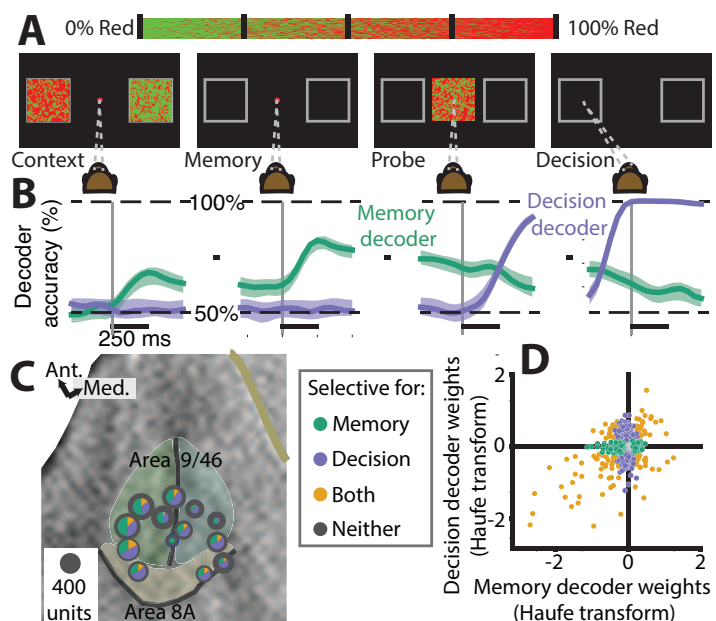 A
0% Red
100% Red
Context
Memory
Probe
Decision
B
Decoder
accuracy (%)
100%
50%
Memory
decoder
Decision
decoder
250 ms
C
Ant.
Med.
Area 9/46
Area 8A
400
units
Selective for:
Memory
Decision
Both
Neither
D
Decision decoder weights
(Haufe transform)
2
0
-2
-2
0
2
Memory decoder weights
(Haufe transform)